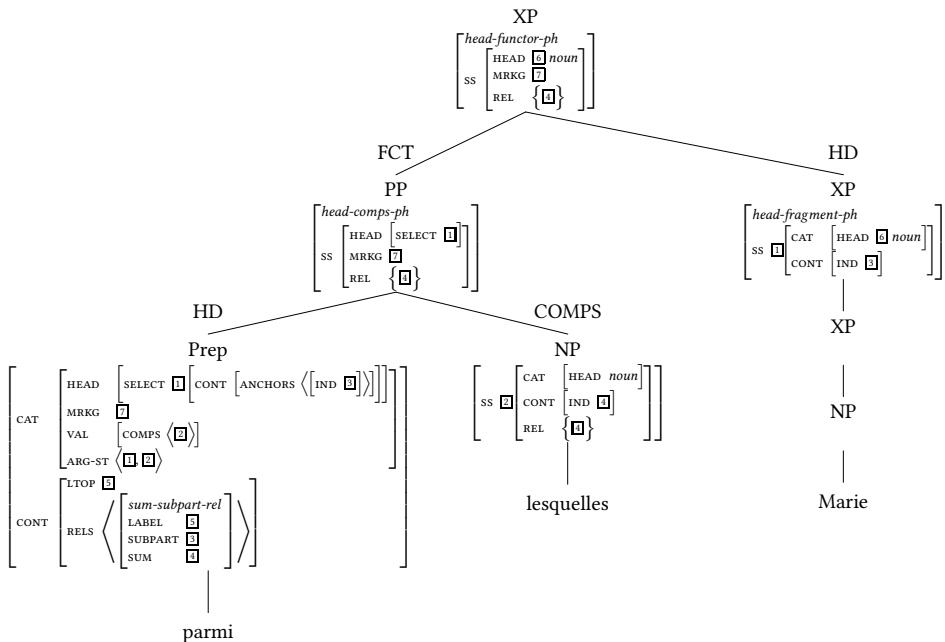 XP
head-functor-ph
SS
HEAD 6 noun
MRKG 7
REL {4}
FCT
HD
PP
head-comps-ph
SS
HEAD [SELECT 1]
MRKG 7
REL {4}
XP
head-fragment-ph
SS 1
CAT [HEAD 6 noun]
CONT [IND 3]
HD
COMPS
Prep
CAT
HEAD [SELECT 1 [CONT [ANCHORS ⟨[IND 3]⟩]]]
MRKG 7
VAL [COMPS ⟨2⟩]
ARG-ST ⟨1, 2⟩
CONT
LTOP 5
RELS
sum-subpart-rel
LABEL 5
SUBPART 3
SUM 4
parmi
NP
SS 2
CAT [HEAD noun]
CONT [IND 4]
REL {4}
lesquelles
XP
NP
Marie